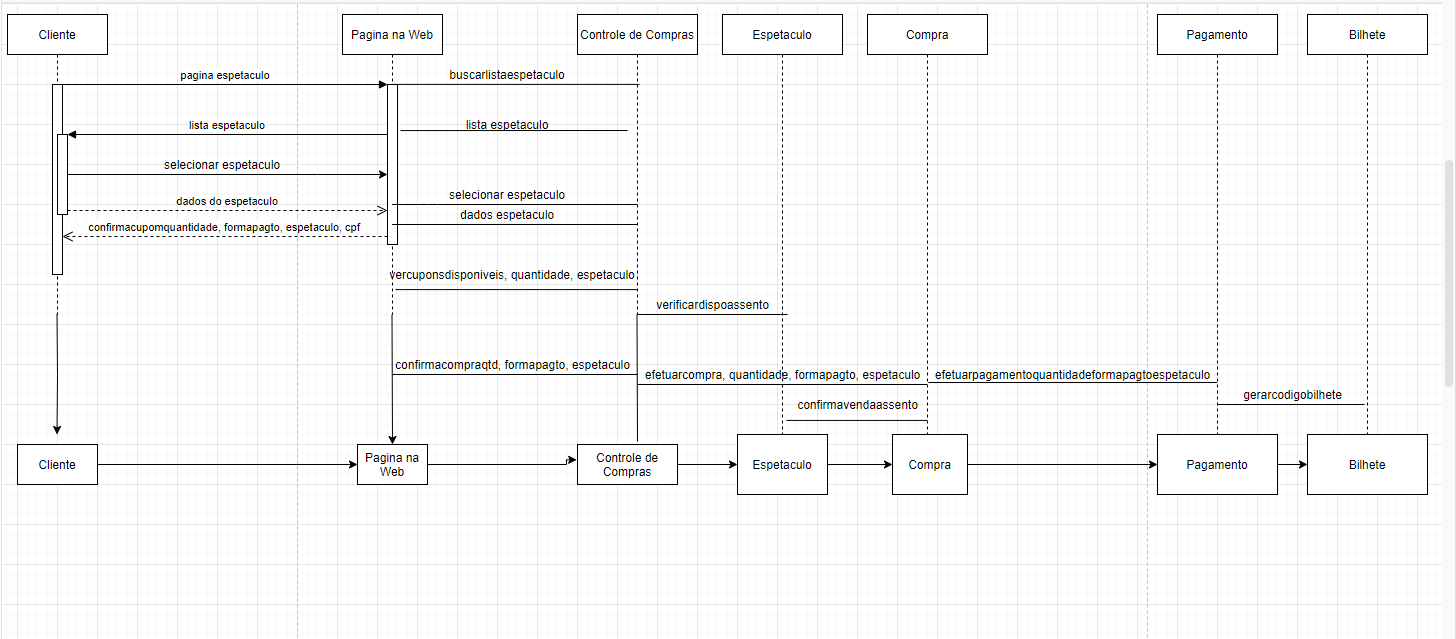 Cliente
Pagina na Web
Controle de Compras
Espetaculo
Compra
Pagamento
Bilhete
pagina espetaculo
buscarlistaespetaculo
lista espetaculo
lista espetaculo
selecionar espetaculo
selecionar espetaculo
dados do espetaculo
dados espetaculo
confirmacupomquantidade, formapagto, espetaculo, cpf
vercuponsdisponiveis, quantidade, espetaculo
verificardispoassento
confirmacompraqtd, formapagto, espetaculo
efetuarcompra, quantidade, formapagto, espetaculo
efetuarpagamentoquantidadeformapagtoespetaculo
gerarcodigobilhete
confirmavendaassento
Cliente
Pagina na
Web
Controle de
Compras
Espetaculo
Compra
Pagamento
Bilhete